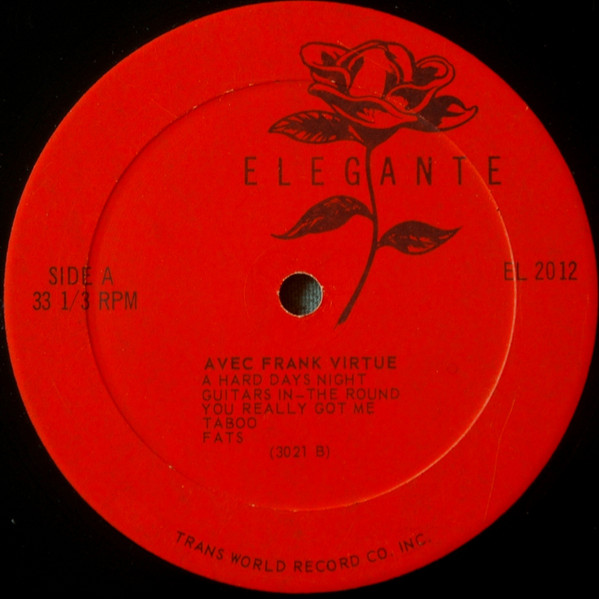 ELEGANTE
SIDE A
33 1/3 RPM
EL 2012
AVEC FRANK VIRTUE
A HARD DAYS NIGHT
GUITARS IN-THE ROUND
YOU REALLY GOT ME
TABOO
FATS
(3021 B)
TRANS WORLD RECORD CO., INC.